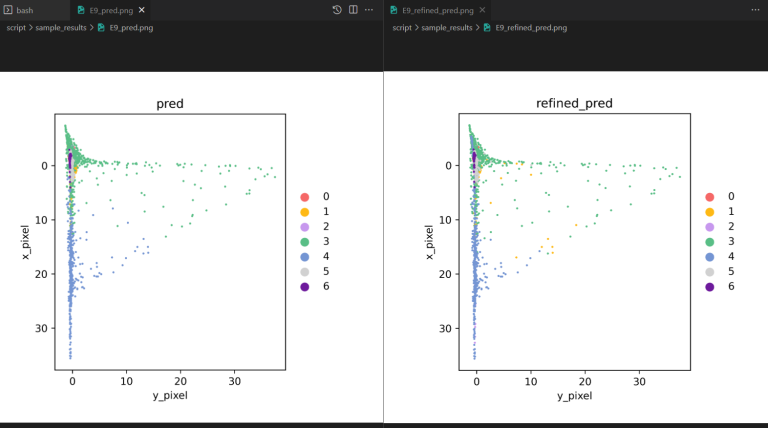 bash
E9_pred.png
script > sample_results > E9_pred.png
pred
0
10
20
30
x_pixel
0 10 20 30
y_pixel
0
1
2
3
4
5
6
E9_refined_pred.png
script > sample_results > E9_refined_pred.png
refined_pred
0
10
20
30
x_pixel
0 10 20 30
y_pixel
0
1
2
3
4
5
6